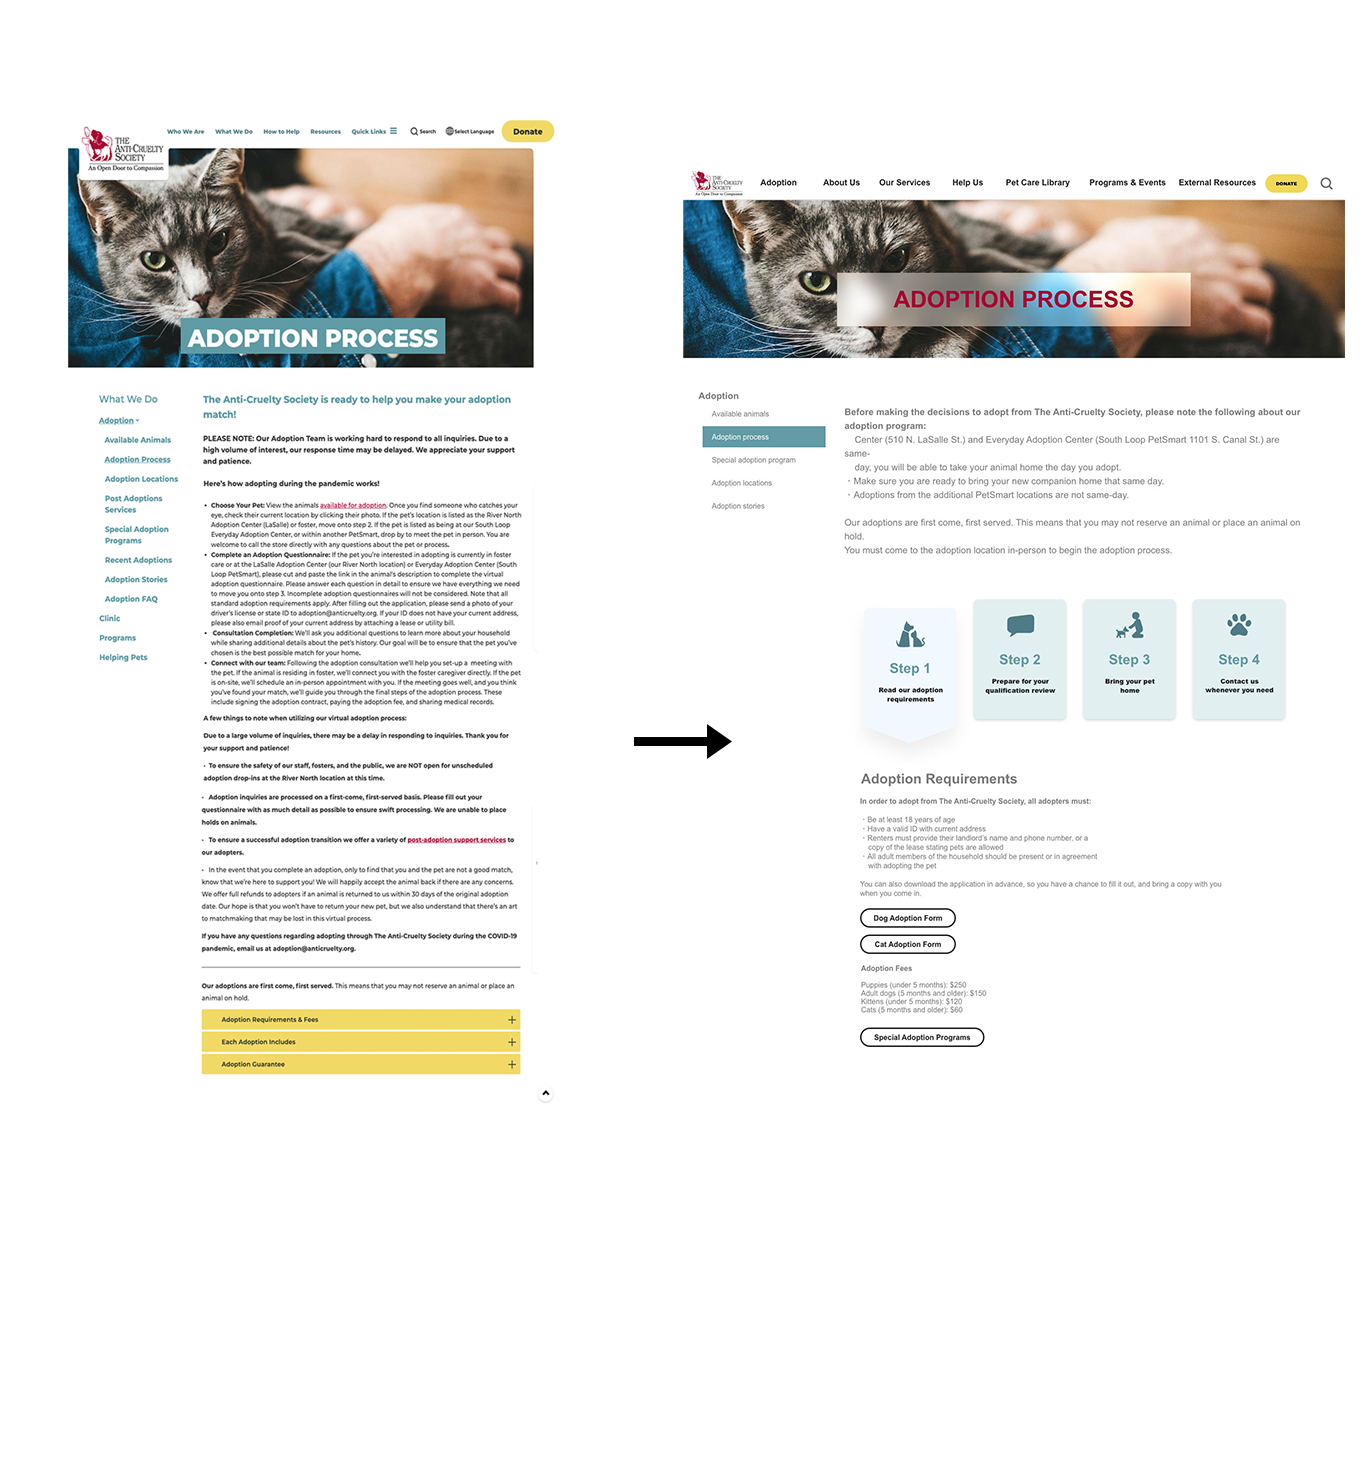 THE
ANTI-CRUELTY
SOCIETY
An Open Door to Compassion
Who We Are
What We Do
How to Help
Resources
Quick Links
Search
Select Language
Donate
ADOPTION PROCESS
What We Do
Adoption
Available Animals
Adoption Process
Adoption Locations
Post Adoptions
Services
Special Adoption
Programs
Recent Adoptions
Adoption Stories
Adoption FAQ
Clinic
Programs
Helping Pets
The Anti-Cruelty Society is ready to help you make your adoption
match!
PLEASE NOTE: Our Adoption Team is working hard to respond to all inquiries. Due to a
high volume of interest, our response time may be delayed. We appreciate your support
and patience.
Here's how adopting during the pandemic works!
• Choose Your Pet: View the animals available for adoption. Once you find someone who catches your
eye, check their current location by clicking their photo. If the pet's location is listed as the River North
Adoption Center (LaSalle) or foster, move onto step 2. If the pet is listed as being at our South Loop
Everyday Adoption Center, or within another PetSmart, drop by to meet the pet in person. You are
welcome to call the store directly with any questions about the pet or process.
• Complete an Adoption Questionnaire: If the pet you're interested in adopting is currently in foster
care or at the LaSalle Adoption Center (our River North location) or Everyday Adoption Center (South
Loop PetSmart), please cut and paste the link in the animal's description to complete the virtual
adoption questionnaire. Please answer each question in detail to ensure we have everything we need
to move you onto step 3. Incomplete adoption questionnaires will not be considered. Note that all
standard adoption requirements apply. After filling out the application, please send a photo of your
driver's license or state ID to adoption@anticruelty.org. If your ID does not have your current address,
please also email proof of your current address by attaching a lease or utility bill.
• Consultation Completion: We'll ask you additional questions to learn more about your household
while sharing additional details about the pet's history. Our goal will be to ensure that the pet you've
chosen is the best possible match for your home.
• Connect with our team: Following the adoption consultation we'll help you set-up a meeting with
the pet. If the animal is residing in foster, we'll connect you with the foster caregiver directly. If the pet
is on-site, we'll schedule an in-person appointment with you. If the meeting goes well, and you think
you've found your match, we'll guide you through the final steps of the adoption process. These
include signing the adoption contract, paying the adoption fee, and sharing medical records.
A few things to note when utilizing our virtual adoption process:
Due to a large volume of inquiries, there may be a delay in responding to inquiries. Thank you for
your support and patience!
- To ensure the safety of our staff, fosters, and the public, we are NOT open for unscheduled
adoption drop-ins at the River North location at this time.
- Adoption inquiries are processed on a first-come, first-served basis. Please fill out your
questionnaire with as much detail as possible to ensure swift processing. We are unable to place
holds on animals.
- To ensure a successful adoption transition we offer a variety of post-adoption support services to
our adopters.
- In the event that you complete an adoption, only to find that you and the pet are not a good match,
know that we're here to support you! We will happily accept the animal back if there are any concerns.
We offer full refunds to adopters if an animal is returned to us within 30 days of the original adoption
date. Our hope is that you won't have to return your new pet, but we also understand that there's an art
to matchmaking that may be lost in this virtual process.
If you have any questions regarding adopting through The Anti-Cruelty Society during the COVID-19
pandemic, email us at adoption@anticruelty.org.
Our adoptions are first come, first served. This means that you may not reserve an animal or place an
animal on hold.
Adoption Requirements & Fees
Each Adoption Includes
Adoption Guarantee
THE
ANTI-CRUELTY
SOCIETY
An Open Door to Compassion
Adoption
About Us
Our Services
Help Us
Pet Care Library
Programs & Events
External Resources
DONATE
ADOPTION PROCESS
Adoption
Available animals
Adoption process
Special adoption program
Adoption locations
Adoption stories
Before making the decisions to adopt from The Anti-Cruelty Society, please note the following about our
adoption program:
Center (510 N. LaSalle St.) and Everyday Adoption Center (South Loop PetSmart 1101 S. Canal St.) are
same-
day, you will be able to take your animal home the day you adopt.
· Make sure you are ready to bring your new companion home that same day.
· Adoptions from the additional PetSmart locations are not same-day.
Our adoptions are first come, first served. This means that you may not reserve an animal or place an animal on
hold.
You must come to the adoption location in-person to begin the adoption process.
Step 1
Read our adoption
requirements
Step 2
Prepare for your
qualification review
Step 3
Bring your pet
home
Step 4
Contact us
whenever you need
Adoption Requirements
In order to adopt from The Anti-Cruelty Society, all adopters must:
· Be at least 18 years of age
· Have a valid ID with current address
· Renters must provide their landlord's name and phone number, or a
copy of the lease stating pets are allowed
· All adult members of the household should be present or in agreement
with adopting the pet
You can also download the application in advance, so you have a chance to fill it out, and bring a copy with you
when you come in.
Dog Adoption Form
Cat Adoption Form
Adoption Fees
Puppies (under 5 months): $250
Adult dogs (5 months and older): $150
Kittens (under 5 months): $120
Cats (5 months and older): $60
Special Adoption Programs